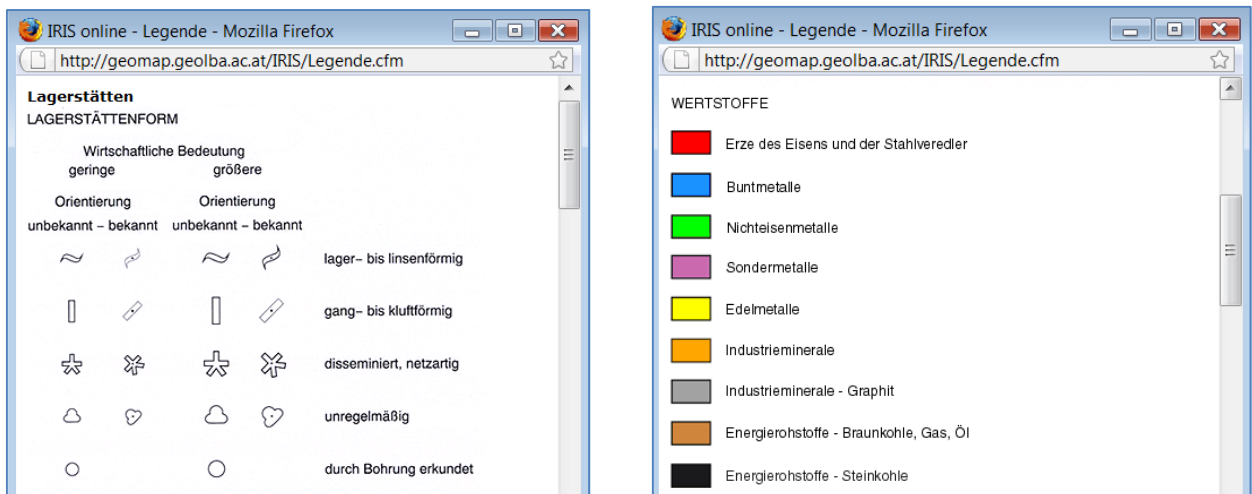 IRIS online - Legende - Mozilla Firefox
http://geomap.geolba.ac.at/IRIS/Legende.cfm
Lagerstätten
LAGERSTÄTTENFORM
Wirtschaftliche Bedeutung
geringe größere
Orientierung Orientierung
unbekannt – bekannt unbekannt – bekannt
lager– bis linsenförmig
gang– bis kluftförmig
disseminiert, netzartig
unregelmäßig
durch Bohrung erkundet
IRIS online - Legende - Mozilla Firefox
http://geomap.geolba.ac.at/IRIS/Legende.cfm
WERTSTOFFE
Erze des Eisens und der Stahlveredler
Buntmetalle
Nichteisenmetalle
Sondermetalle
Edelmetalle
Industrieminerale
Industrieminerale - Graphit
Energierohstoffe - Braunkohle, Gas, Öl
Energierohstoffe - Steinkohle